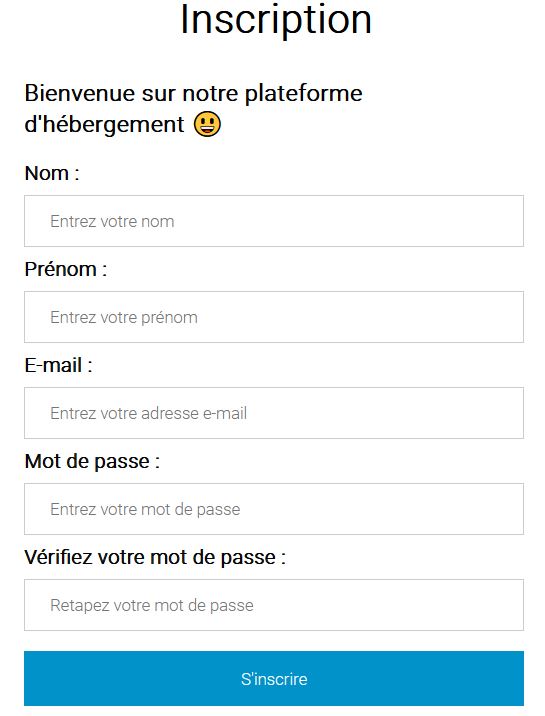 Inscription
Bienvenue sur notre plateforme
d'hébergement 😃
Nom :
Entrez votre nom
Prénom :
Entrez votre prénom
E-mail :
Entrez votre adresse e-mail
Mot de passe :
Entrez votre mot de passe
Vérifiez votre mot de passe :
Retapez votre mot de passe
S'inscrire